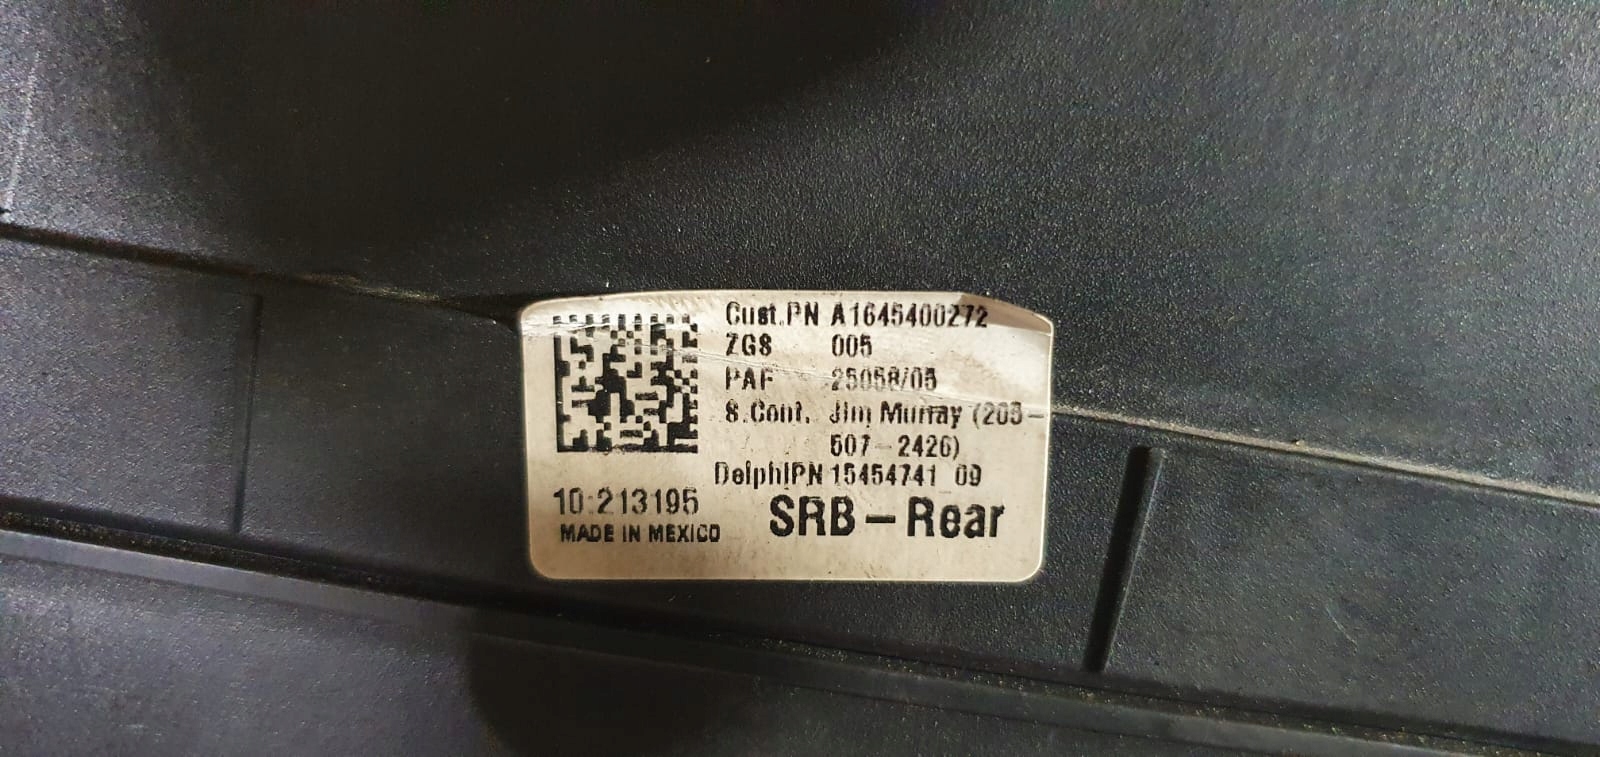 Cust.PN A1645400272
ZGS 005
PAF 25058/05
S.Cont. Jim Murray (205-
507-2426)
DelphiPN 15454741 09
10:213195
SRB-Rear
MADE IN MEXICO